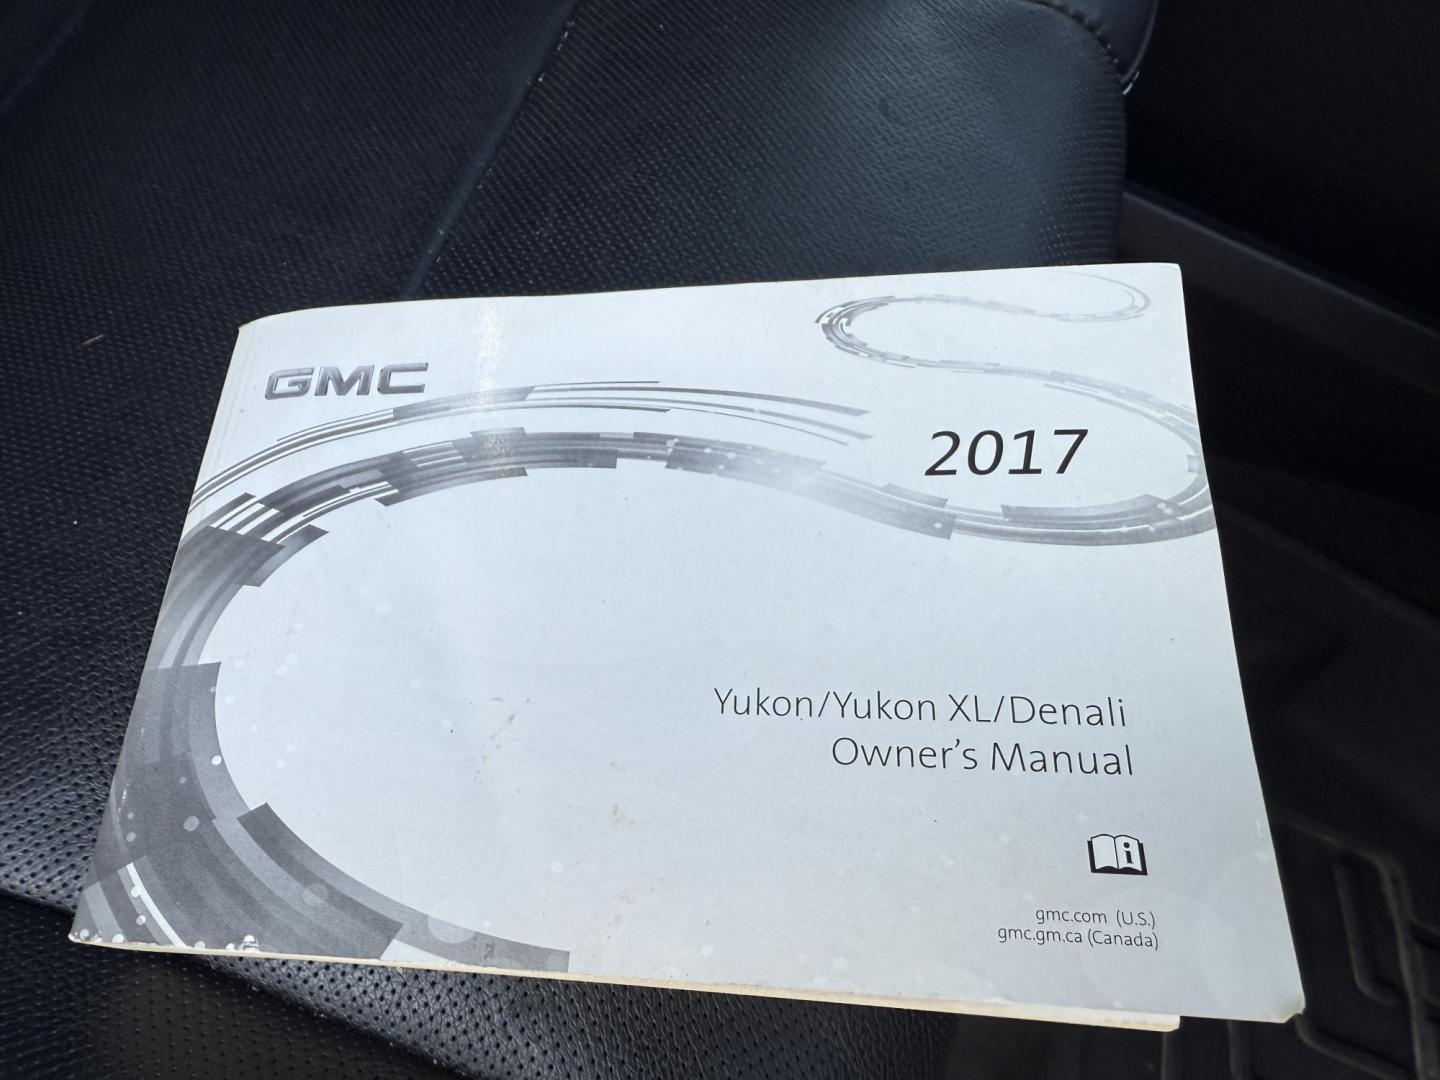 GMC
2017
Yukon/Yukon XL/Denali
Owner's Manual
i
gmc.com (U.S.)
gmc.gm.ca (Canada)